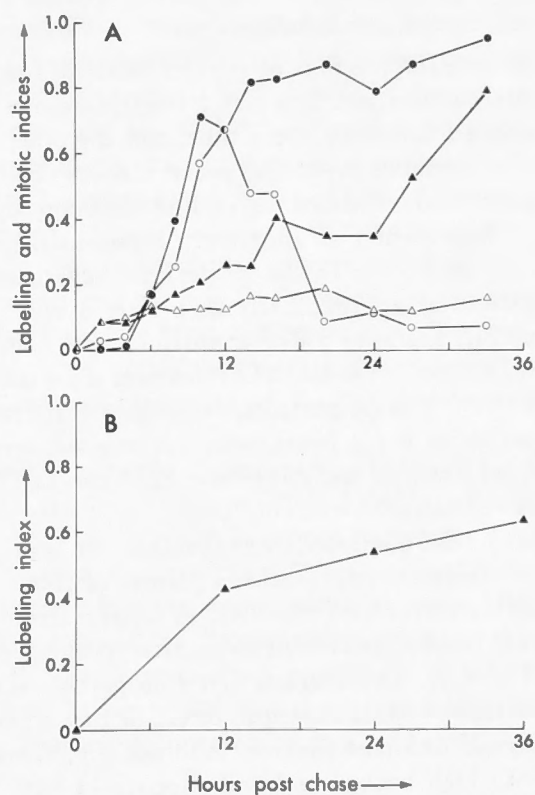 A
Labelling and mitotic indices ⟶
1.0
0.8
0.6
0.4
0.2
0
0 12 24 36
B
Labelling index ⟶
1.0
0.8
0.6
0.4
0.2
0
0 12 24 36
Hours post chase ⟶